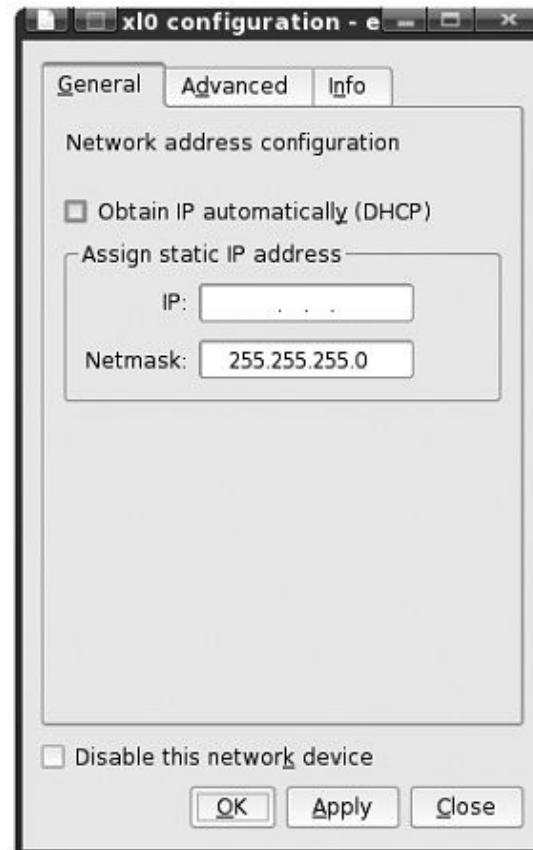 xl0 configuration - e
General Advanced Info
Network address configuration
Obtain IP automatically (DHCP)
Assign static IP address
IP: . . .
Netmask: 255.255.255.0
Disable this network device
OK Apply Close